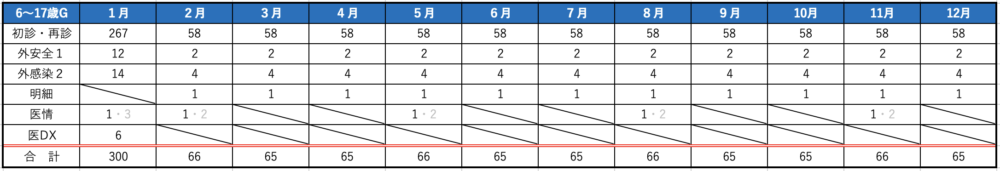 6〜17歳G 1月 2月 3月 4月 5月 6月 7月 8月 9月 10月 11月 12月
初診・再診 267 58 58 58 58 58 58 58 58 58 58 58
外安全1 12 2 2 2 2 2 2 2 2 2 2 2
外感染2 14 4 4 4 4 4 4 4 4 4 4 4
明細 1 1 1 1 1 1 1 1 1 1 1
医情 1・3 1・2 1・2 1・2 1・2
医DX 6
合　計 300 66 65 65 66 65 65 66 65 65 66 65